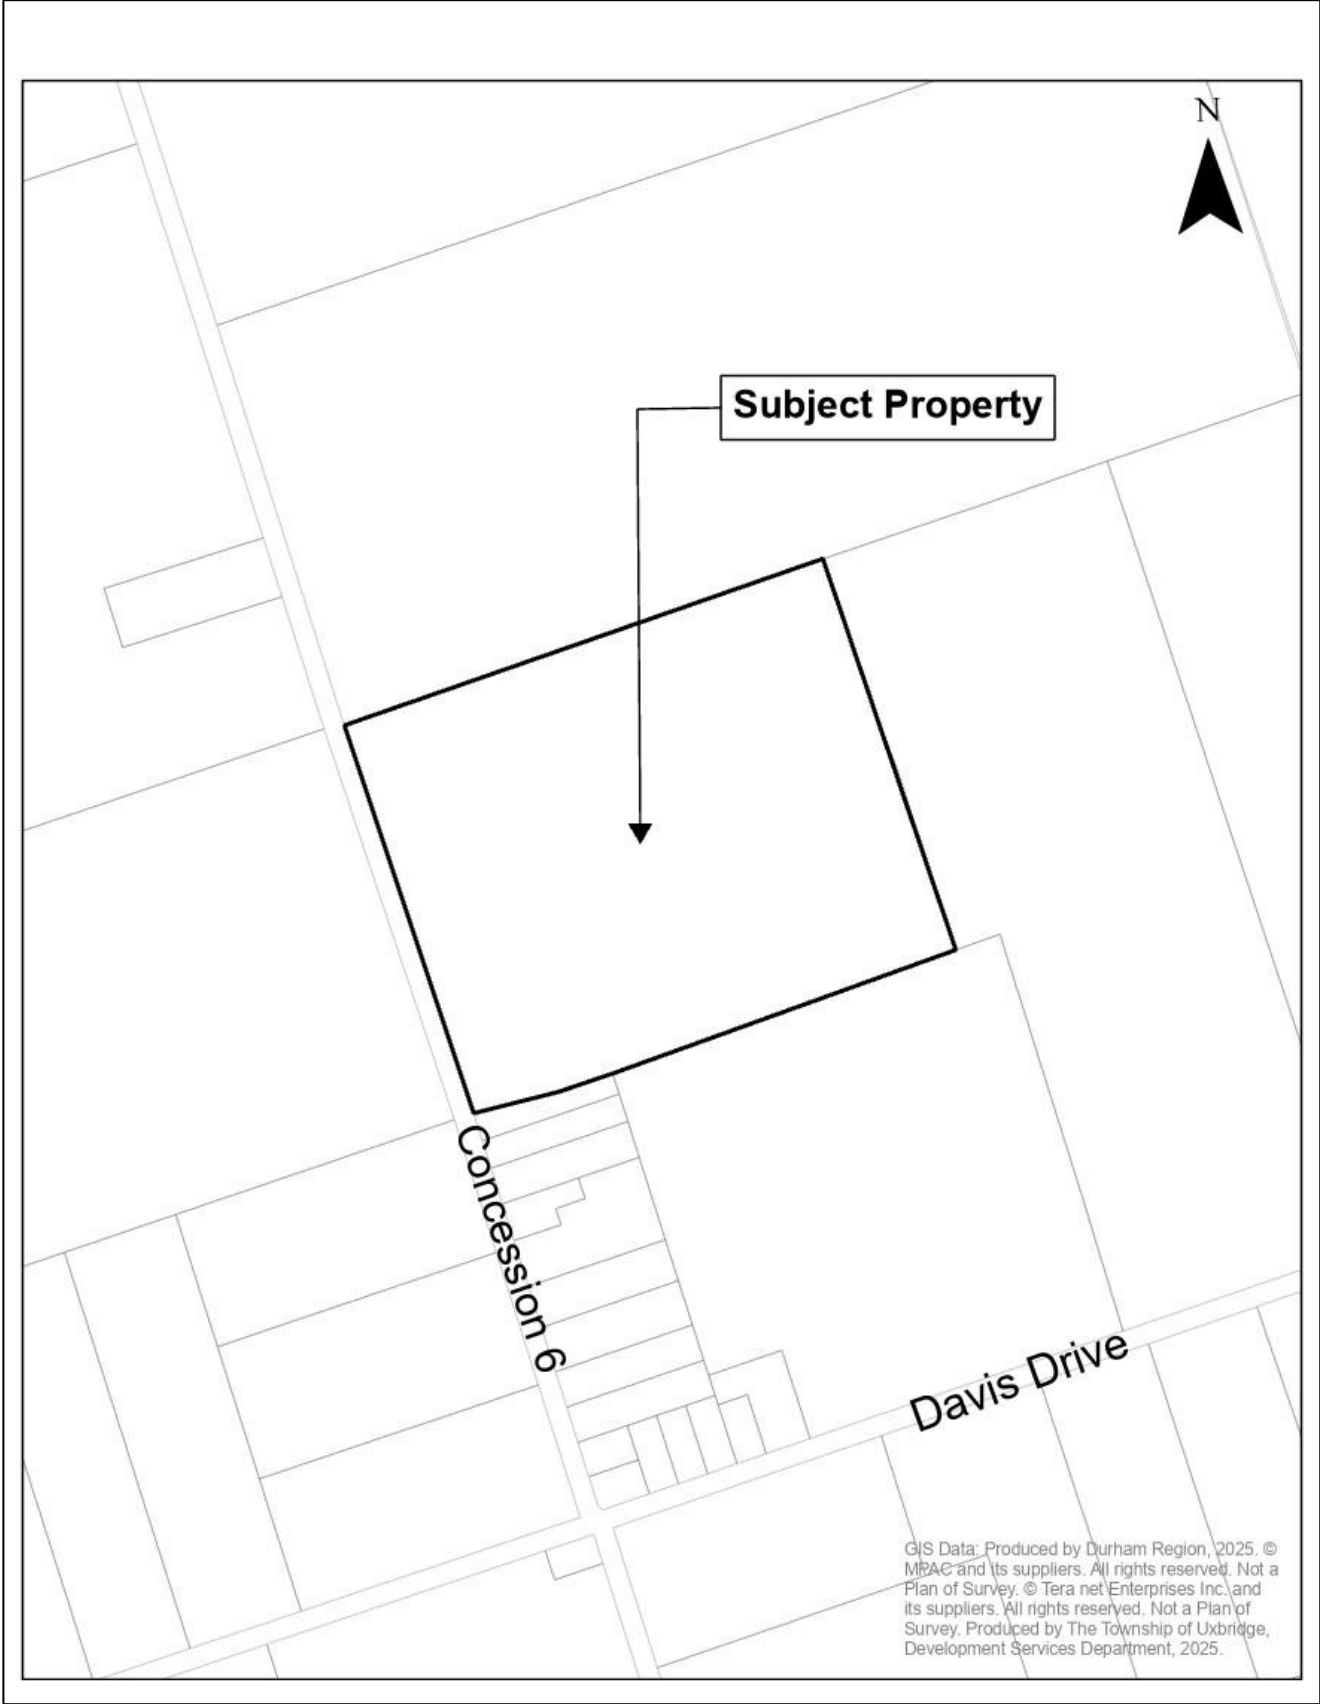 N
Subject Property
Concession 6
Davis Drive
GIS Data: Produced by Durham Region, 2025. ©
MPAC and its suppliers. All rights reserved. Not a
Plan of Survey. © Tera net Enterprises Inc. and
its suppliers. All rights reserved. Not a Plan of
Survey. Produced by The Township of Uxbridge,
Development Services Department, 2025.